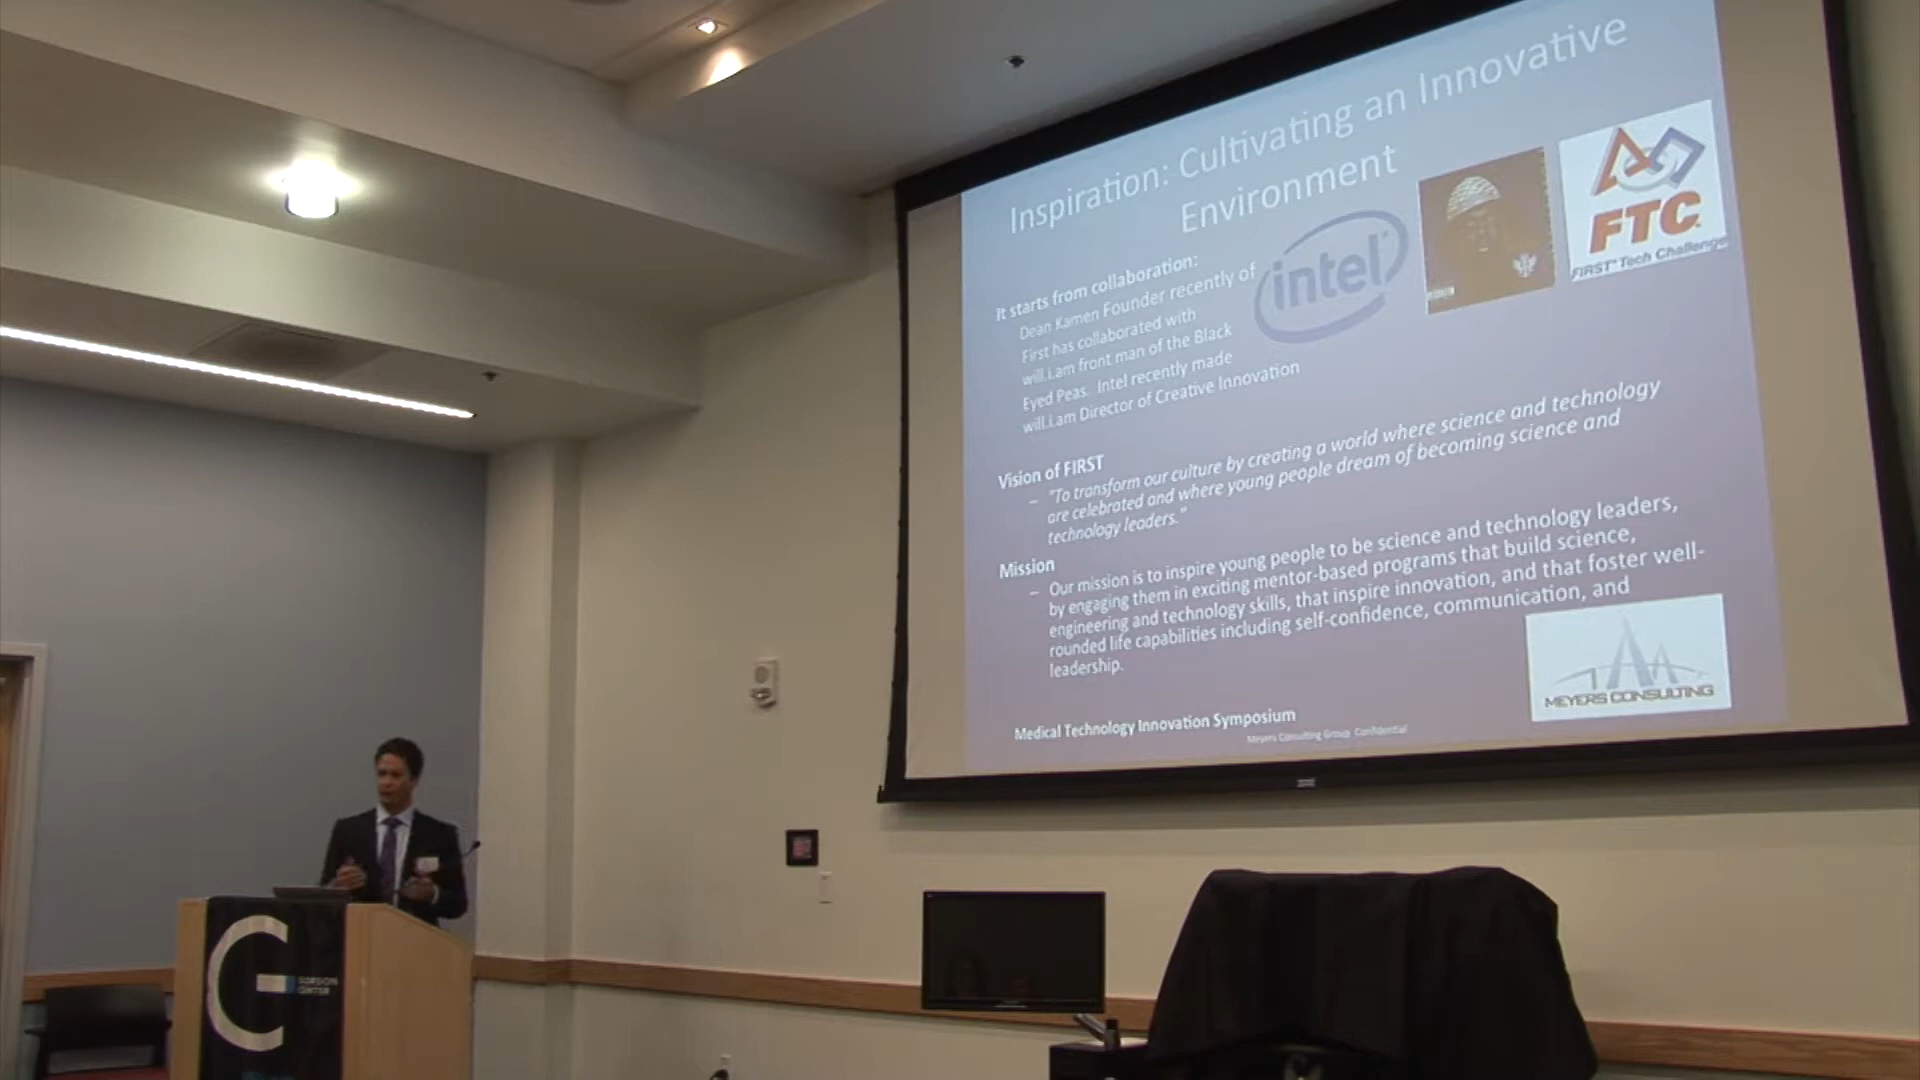 Inspiration: Cultivating an Innovative
Environment
It starts from collaboration:
Dean Kamen Founder recently of
First has collaborated with
will.i.am front man of the Black
Eyed Peas. Intel recently made
will.i.am Director of Creative Innovation
intel
FTC
FIRST Tech Challenge
Vision of FIRST
– "To transform our culture by creating a world where science and technology
are celebrated and where young people dream of becoming science and
technology leaders."
Mission
– Our mission is to inspire young people to be science and technology leaders,
by engaging them in exciting mentor-based programs that build science,
engineering and technology skills, that inspire innovation, and that foster well-
rounded life capabilities including self-confidence, communication, and
leadership.
MEYERS CONSULTING
Medical Technology Innovation Symposium
Meyers Consulting Group Confidential
GORDON
CENTER